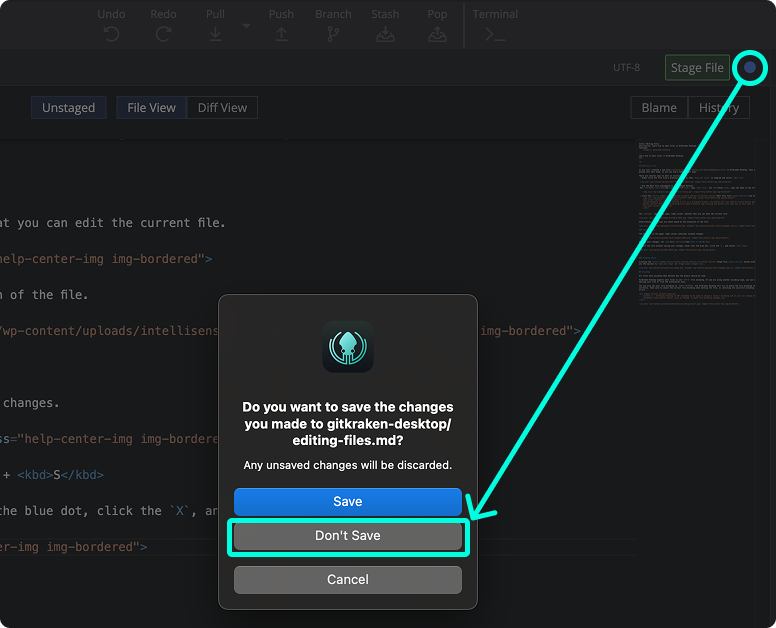 Undo Redo Pull Push Branch Stash Pop Terminal
UTF-8 Stage File
Unstaged File View Diff View Blame History
at you can edit the current file.
help-center-img img-bordered">
n of the file.
/wp-content/uploads/intellisens img-bordered">
changes.
ss="help-center-img img-bordere
+ <kbd>S</kbd>
the blue dot, click the `X`, an
er-img img-bordered">
Do you want to save the changes
you made to gitkraken-desktop/
editing-files.md?
Any unsaved changes will be discarded.
Save
Don't Save
Cancel